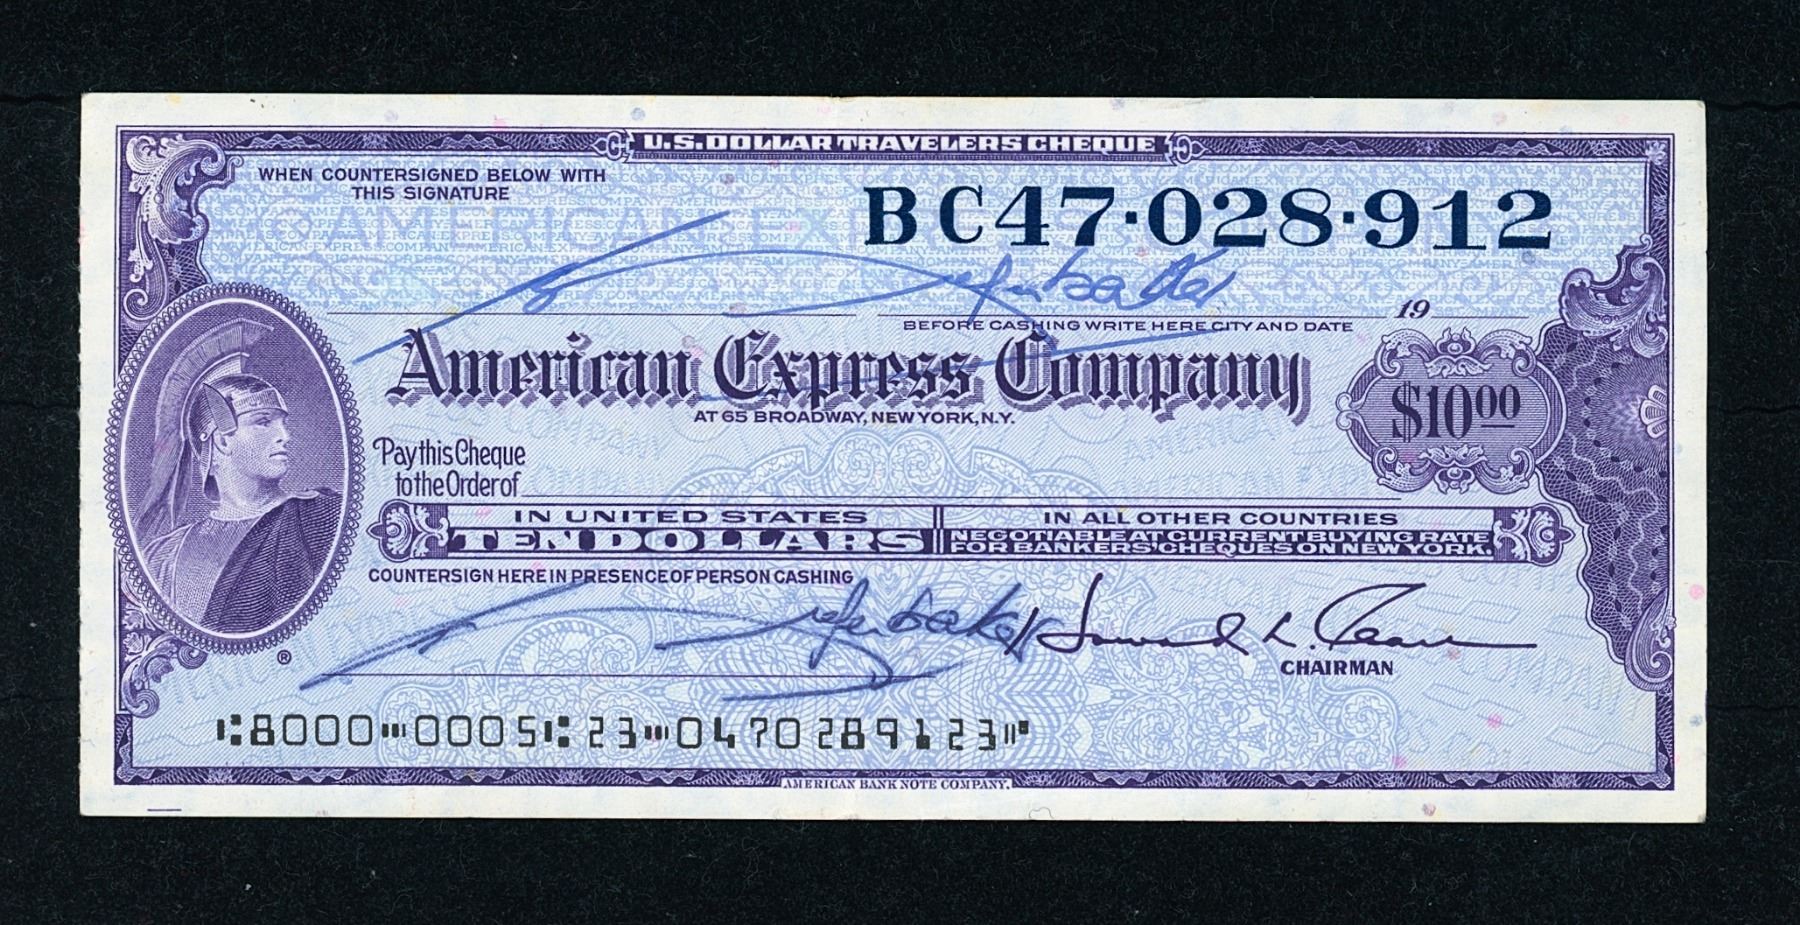 U.S. DOLLAR TRAVELERS CHEQUE
WHEN COUNTERSIGNED BELOW WITH
THIS SIGNATURE
BC47·028·912
19
BEFORE CASHING WRITE HERE CITY AND DATE
American Express Company
AT 65 BROADWAY, NEW YORK, N.Y.
$1000
Pay this Cheque
to the Order of
IN UNITED STATES
TEN DOLLARS
IN ALL OTHER COUNTRIES
NEGOTIABLE AT CURRENT BUYING RATE
FOR BANKERS' CHEQUES ON NEW YORK.
COUNTERSIGN HERE IN PRESENCE OF PERSON CASHING
CHAIRMAN
®
⑆8000⑉0005⑆23⑉0470289123⑈
AMERICAN BANK NOTE COMPANY.